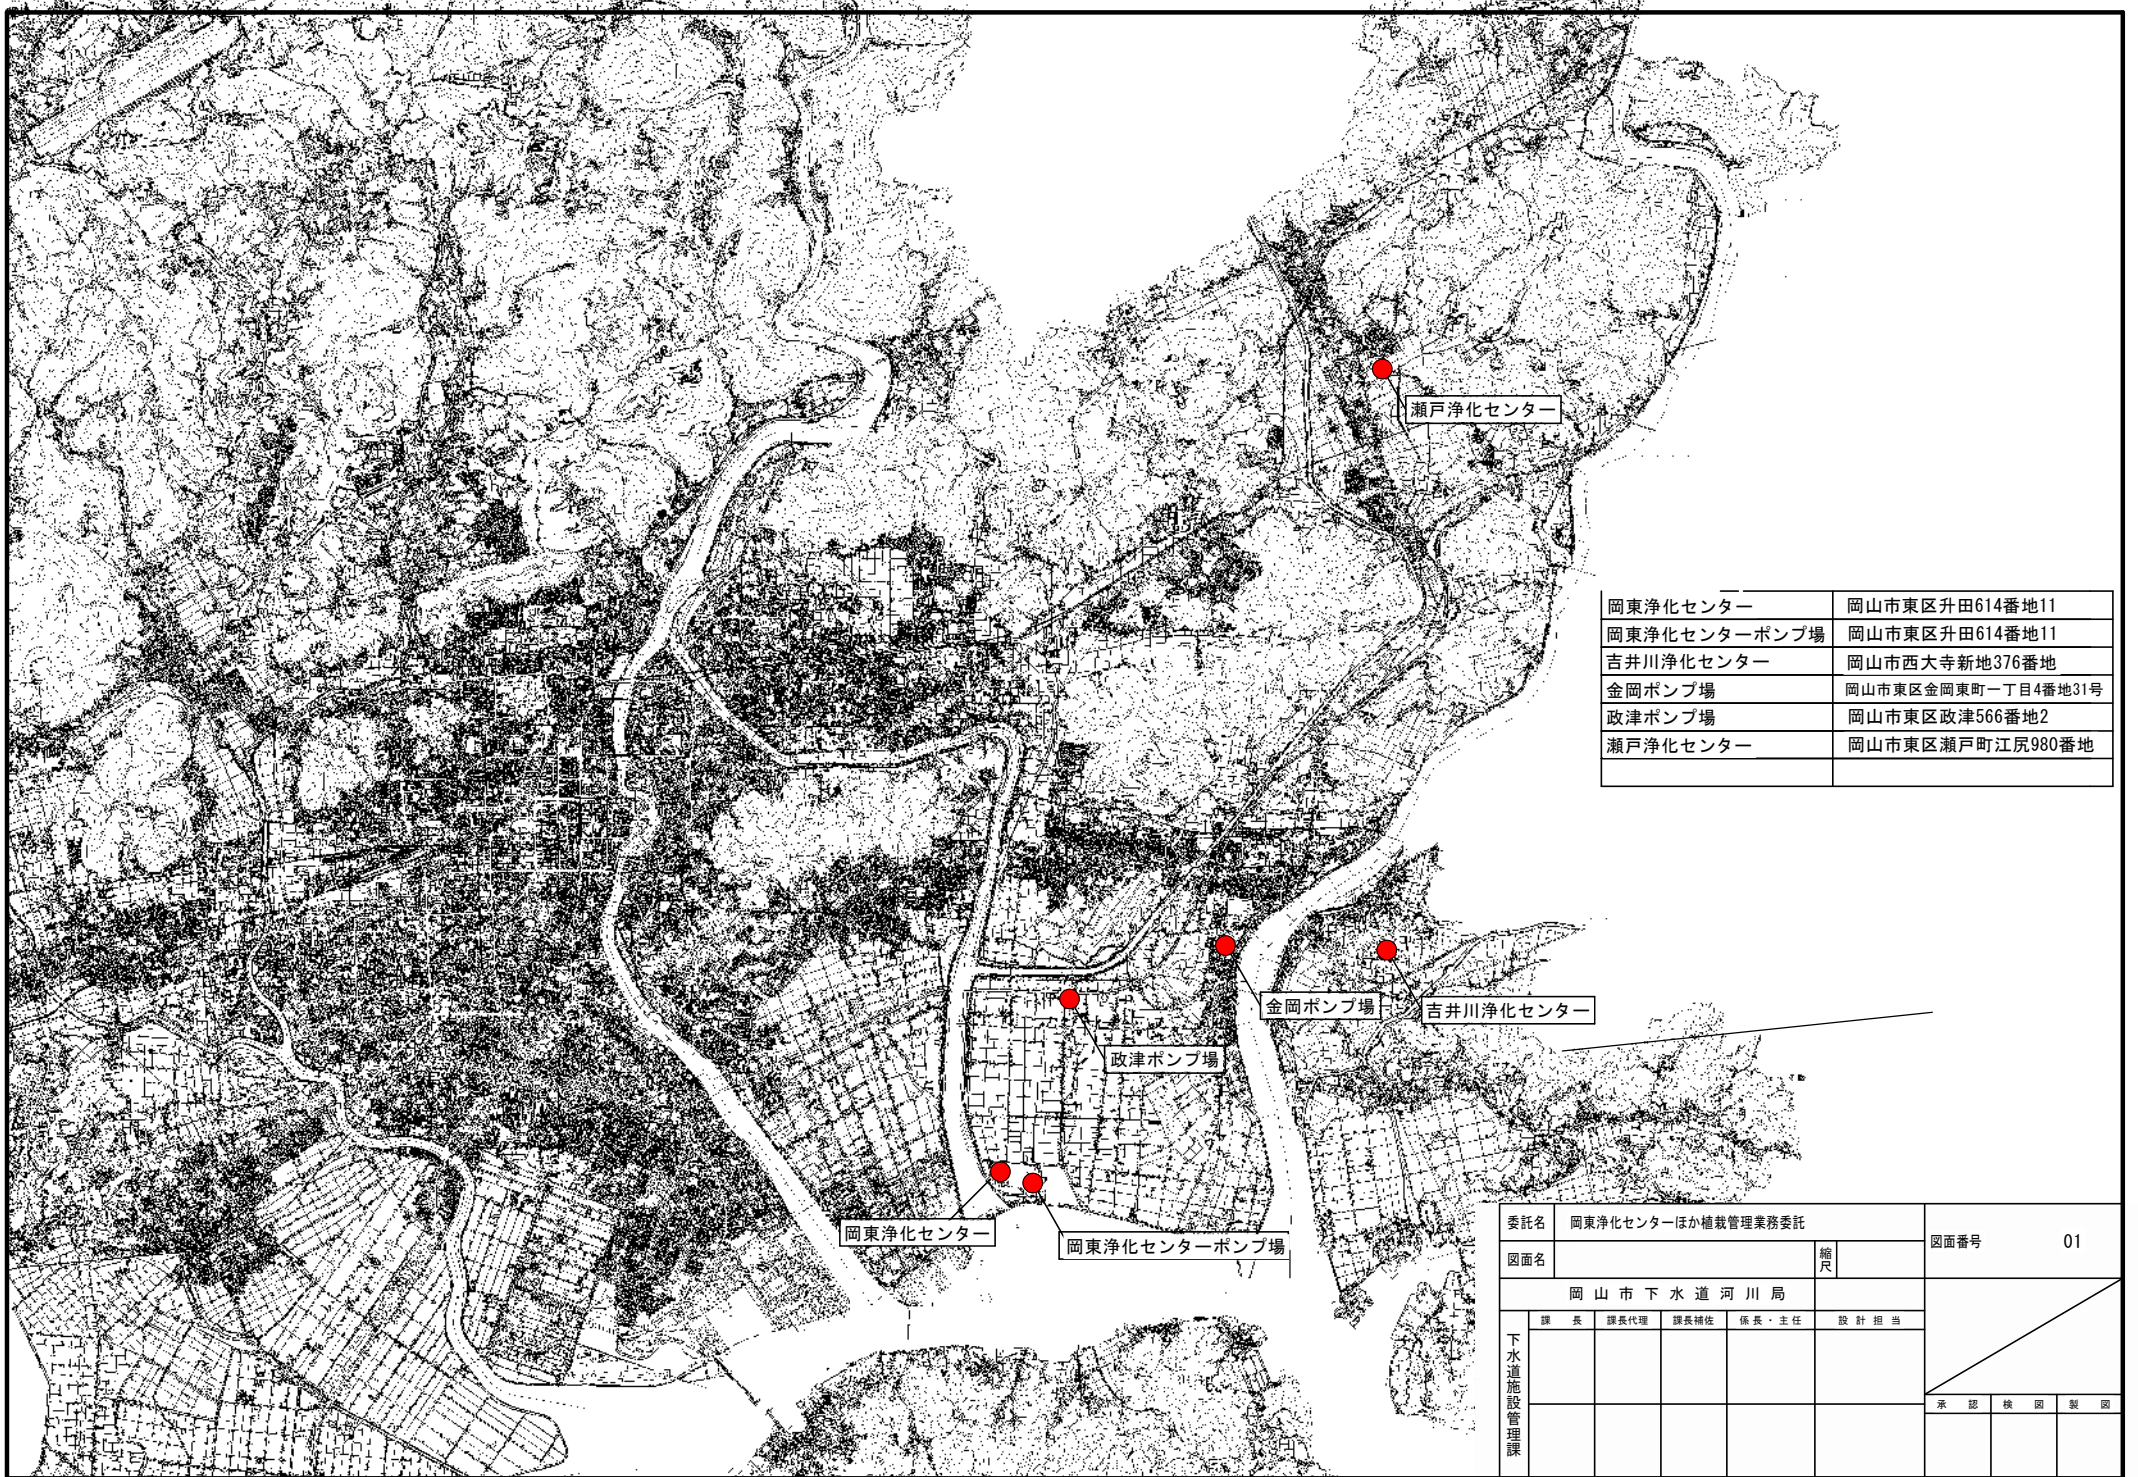 瀬戸浄化センター
岡東浄化センター 岡山市東区升田614番地11
岡東浄化センターポンプ場 岡山市東区升田614番地11
吉井川浄化センター 岡山市西大寺新地376番地
金岡ポンプ場 岡山市東区金岡東町一丁目4番地31号
政津ポンプ場 岡山市東区政津566番地2
瀬戸浄化センター 岡山市東区瀬戸町江尻980番地
金岡ポンプ場
吉井川浄化センター
政津ポンプ場
岡東浄化センター
岡東浄化センターポンプ場
委託名 岡東浄化センターほか植栽管理業務委託
図面番号 01
図面名 縮尺
岡山市下水道河川局
課長 課長代理 課長補佐 係長・主任 設計担当
下水道施設管理課
承認 検図 製図